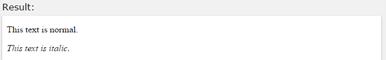 Result:
This text is normal.
This text is italic.